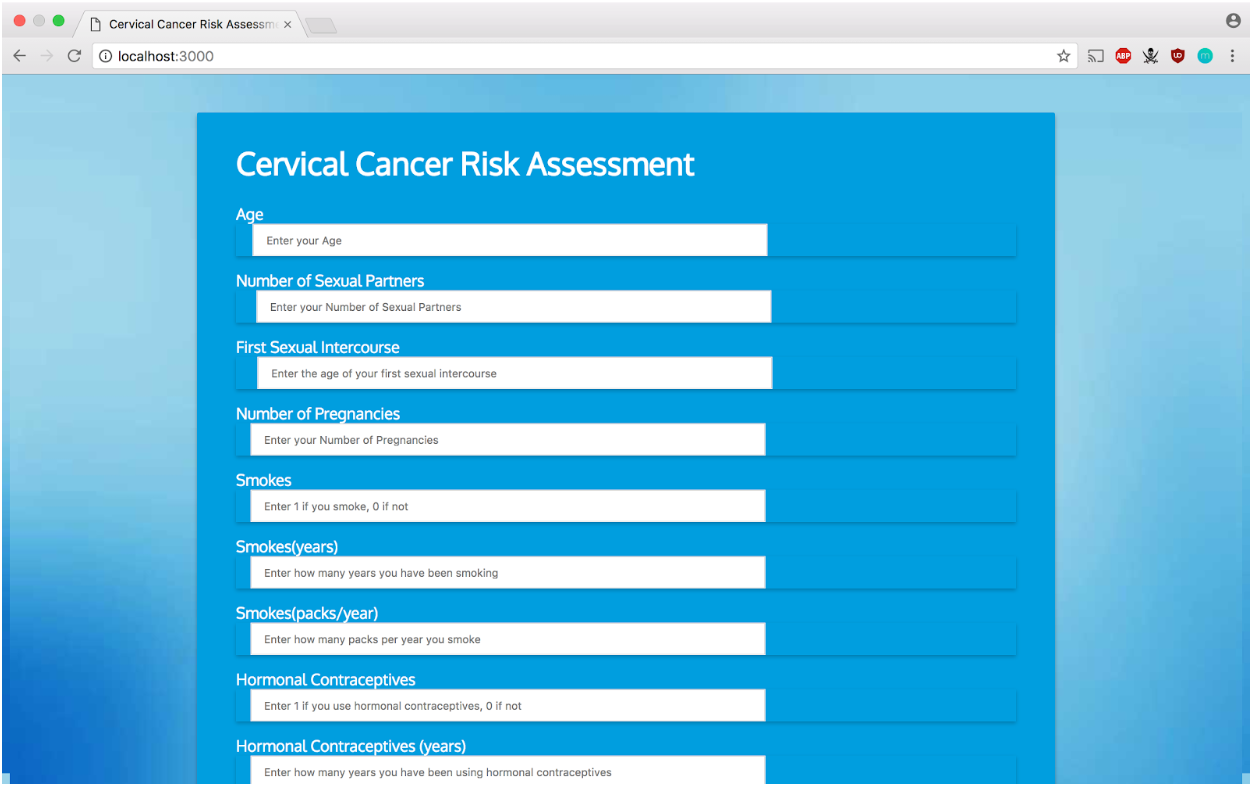 Cervical Cancer Risk Assessm
localhost:3000
ABP
UD
m
Cervical Cancer Risk Assessment
Age
Enter your Age
Number of Sexual Partners
Enter your Number of Sexual Partners
First Sexual Intercourse
Enter the age of your first sexual intercourse
Number of Pregnancies
Enter your Number of Pregnancies
Smokes
Enter 1 if you smoke, 0 if not
Smokes(years)
Enter how many years you have been smoking
Smokes(packs/year)
Enter how many packs per year you smoke
Hormonal Contraceptives
Enter 1 if you use hormonal contraceptives, 0 if not
Hormonal Contraceptives (years)
Enter how many years you have been using hormonal contraceptives